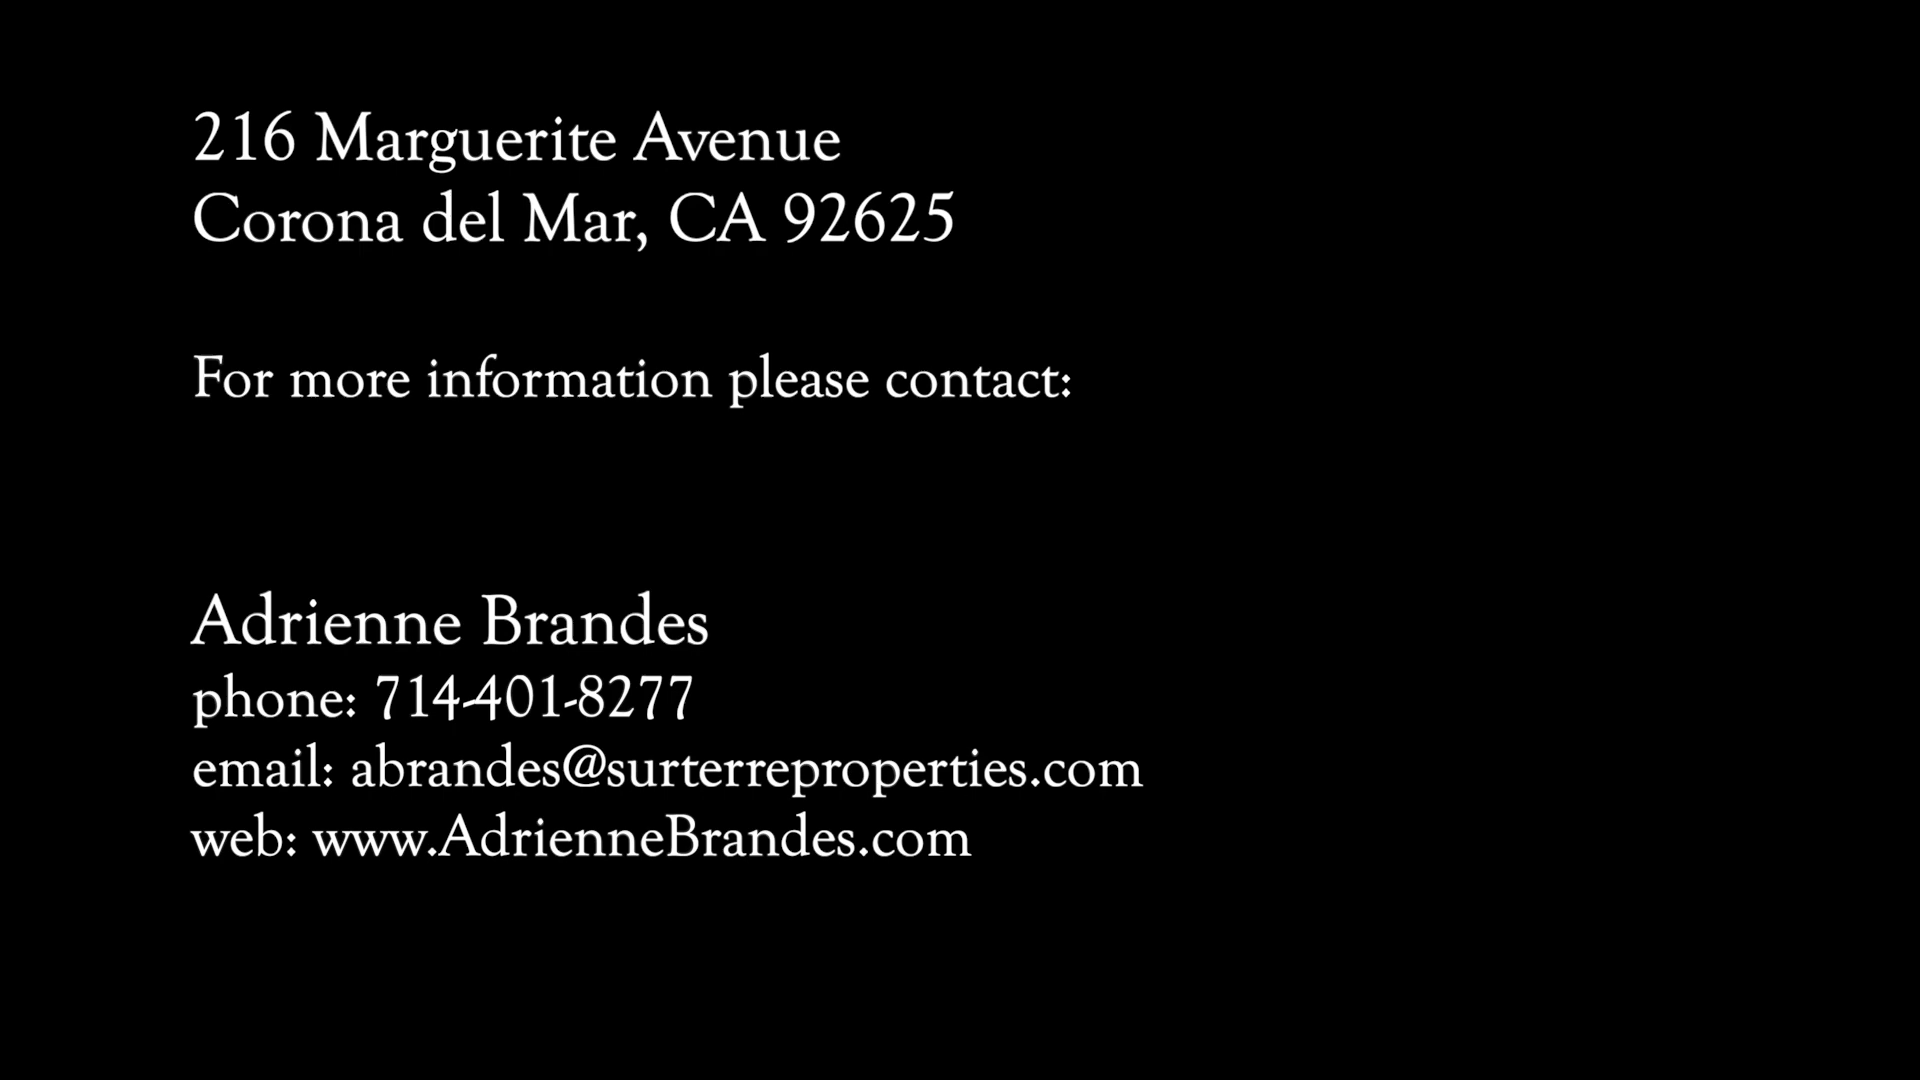 216 Marguerite Avenue
Corona del Mar, CA 92625
For more information please contact:
Adrienne Brandes
phone: 714-401-8277
email: abrandes@surterreproperties.com
web: www.AdrienneBrandes.com